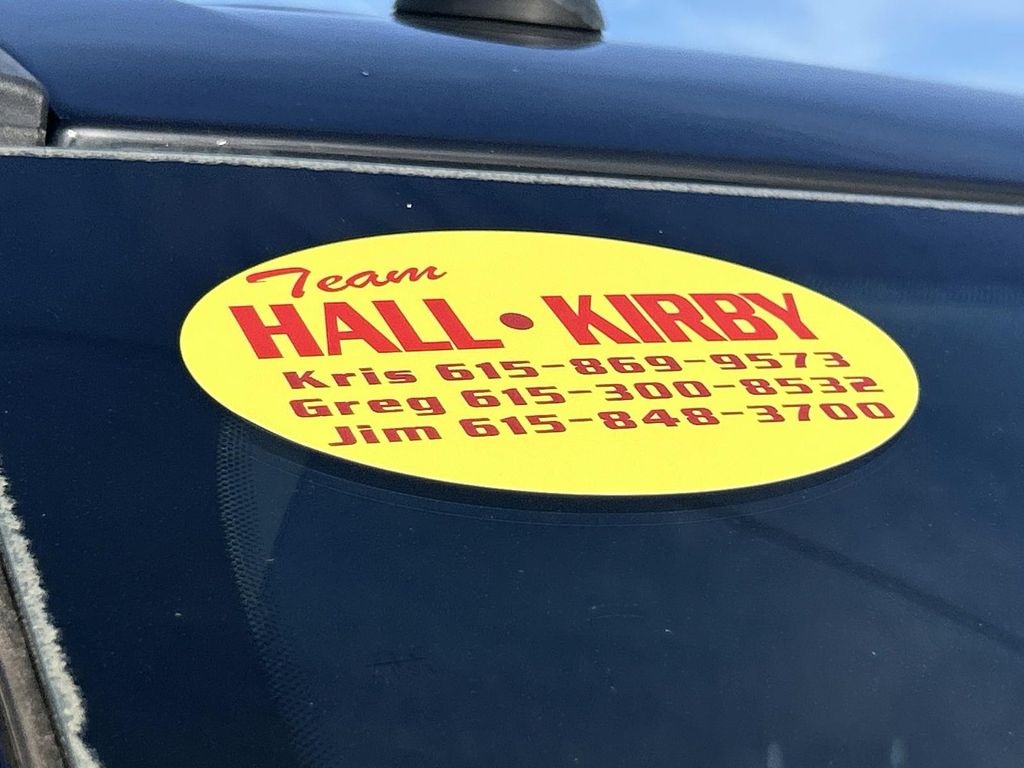 Team
HALL • KIRBY
Kris 615-869-9573
Greg 615-300-8532
Jim 615-848-3700